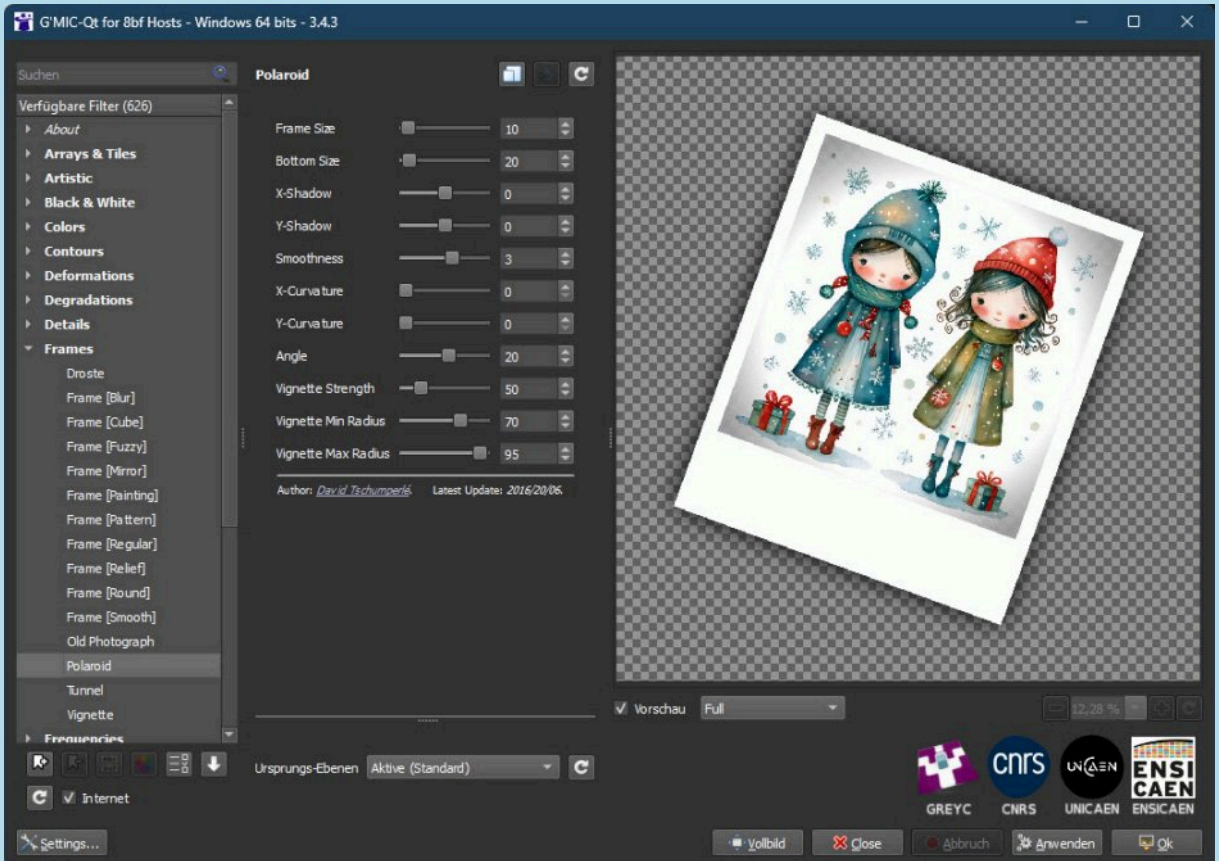 G'MIC-Qt for 8bf Hosts - Windows 64 bits - 3.4.3
Suchen
Verfügbare Filter (626)
About
Arrays & Tiles
Artistic
Black & White
Colors
Contours
Deformations
Degradations
Details
Frames
Droste
Frame [Blur]
Frame [Cube]
Frame [Fuzzy]
Frame [Mirror]
Frame [Painting]
Frame [Pattern]
Frame [Regular]
Frame [Relief]
Frame [Round]
Frame [Smooth]
Old Photograph
Polaroid
Tunnel
Vignette
Frequencies
Internet
Settings...
Polaroid
Frame Size 10
Bottom Size 20
X-Shadow 0
Y-Shadow 0
Smoothness 3
X-Curvature 0
Y-Curvature 0
Angle 20
Vignette Strength 50
Vignette Min Radius 70
Vignette Max Radius 95
Author: David Tschumperlé. Latest Update: 2016/20/06.
Ursprungs-Ebenen Aktive (Standard)
Vorschau Full 12,28 %
cnrs UNICAEN ENSI CAEN
GREYC CNRS UNICAEN ENSICAEN
Vollbild Close Abbruch Anwenden Ok